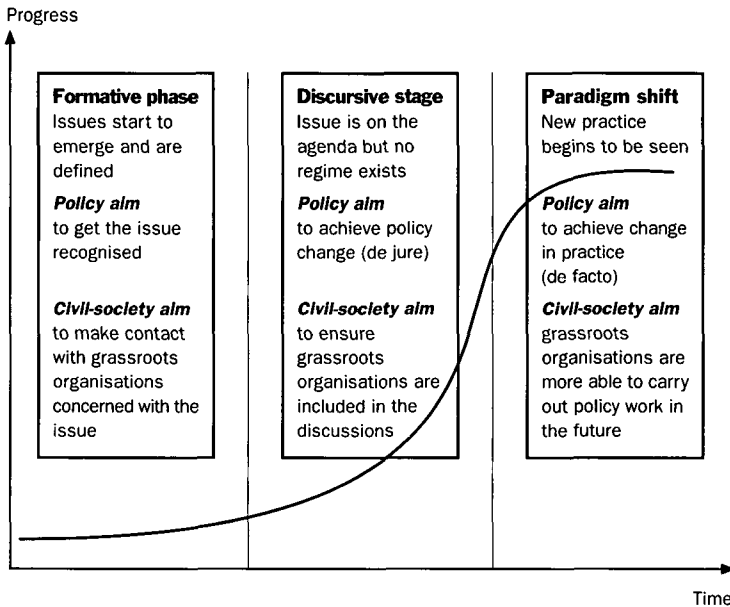 Progress
Formative phase
Issues start to
emerge and are
defined
Policy aim
to get the issue
recognised
Civil-society aim
to make contact
with grassroots
organisations
concerned with the
issue
Discursive stage
Issue is on the
agenda but no
regime exists
Policy aim
to achieve policy
change (de jure)
Civil-society aim
to ensure
grassroots
organisations are
included in the
discussions
Paradigm shift
New practice
begins to be seen
Policy aim
to achieve change
in practice
(de facto)
Civil-society aim
grassroots
organisations are
more able to carry
out policy work in
the future
Time